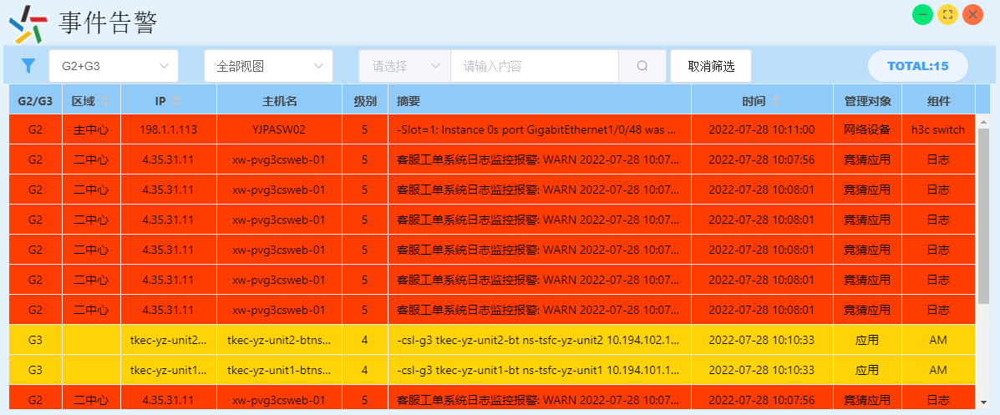 事件告警
G2+G3 全部视图 请选择 请输入内容 取消筛选 TOTAL:15
G2/G3 区域 IP 主机名 级别 摘要 时间 管理对象 组件
G2 主中心 198.1.1.113 YJPASW02 5 -Slot=1; Instance 0s port GigabitEthernet1/0/48 was ... 2022-07-28 10:11:00 网络设备 h3c switch
G2 二中心 4.35.31.11 xw-pvg3csweb-01 5 客服工单系统日志监控报警: WARN 2022-07-28 10:07... 2022-07-28 10:07:56 竞猜应用 日志
G2 二中心 4.35.31.11 xw-pvg3csweb-01 5 客服工单系统日志监控报警: WARN 2022-07-28 10:07... 2022-07-28 10:08:01 竞猜应用 日志
G2 二中心 4.35.31.11 xw-pvg3csweb-01 5 客服工单系统日志监控报警: WARN 2022-07-28 10:07... 2022-07-28 10:08:01 竞猜应用 日志
G2 二中心 4.35.31.11 xw-pvg3csweb-01 5 客服工单系统日志监控报警: WARN 2022-07-28 10:07... 2022-07-28 10:08:01 竞猜应用 日志
G2 二中心 4.35.31.11 xw-pvg3csweb-01 5 客服工单系统日志监控报警: WARN 2022-07-28 10:07... 2022-07-28 10:08:01 竞猜应用 日志
G2 二中心 4.35.31.11 xw-pvg3csweb-01 5 客服工单系统日志监控报警: WARN 2022-07-28 10:07... 2022-07-28 10:08:01 竞猜应用 日志
G3 tkec-yz-unit2... tkec-yz-unit2-btns... 4 -csl-g3 tkec-yz-unit2-bt ns-tsfc-yz-unit2 10.194.102.1... 2022-07-28 10:10:33 应用 AM
G3 tkec-yz-unit1... tkec-yz-unit1-btns... 4 -csl-g3 tkec-yz-unit1-bt ns-tsfc-yz-unit1 10.194.101.1... 2022-07-28 10:10:33 应用 AM
G2 二中心 4.35.31.11 xw-pvg3csweb-01 5 客服工单系统日志监控报警: WARN 2022-07-28 10:07... 2022-07-28 10:07:56 竞猜应用 日志